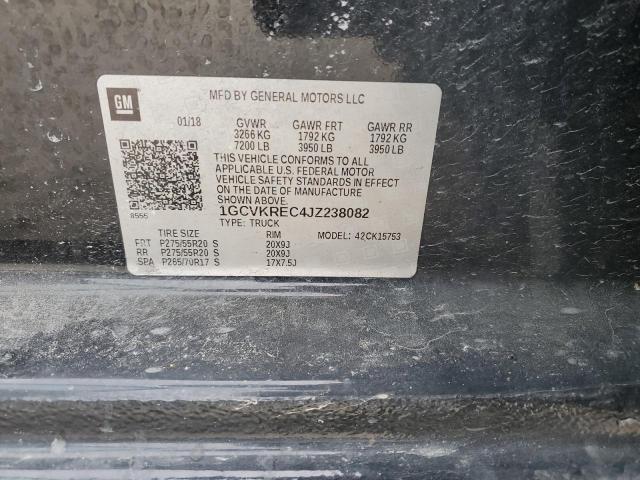 GM
MFD BY GENERAL MOTORS LLC
01/18 GVWR GAWR FRT GAWR RR
3266 KG 1792 KG 1792 KG
7200 LB 3950 LB 3950 LB
THIS VEHICLE CONFORMS TO ALL
APPLICABLE U.S. FEDERAL MOTOR
VEHICLE SAFETY STANDARDS IN EFFECT
ON THE DATE OF MANUFACTURE
SHOWN ABOVE.
8555 1GCVKREC4JZ238082
TYPE: TRUCK
TIRE SIZE RIM MODEL: 42CK15753
FRT P275/55R20 S 20X9J
RR P275/55R20 S 20X9J
SPA P265/70R17 S 17X7.5J